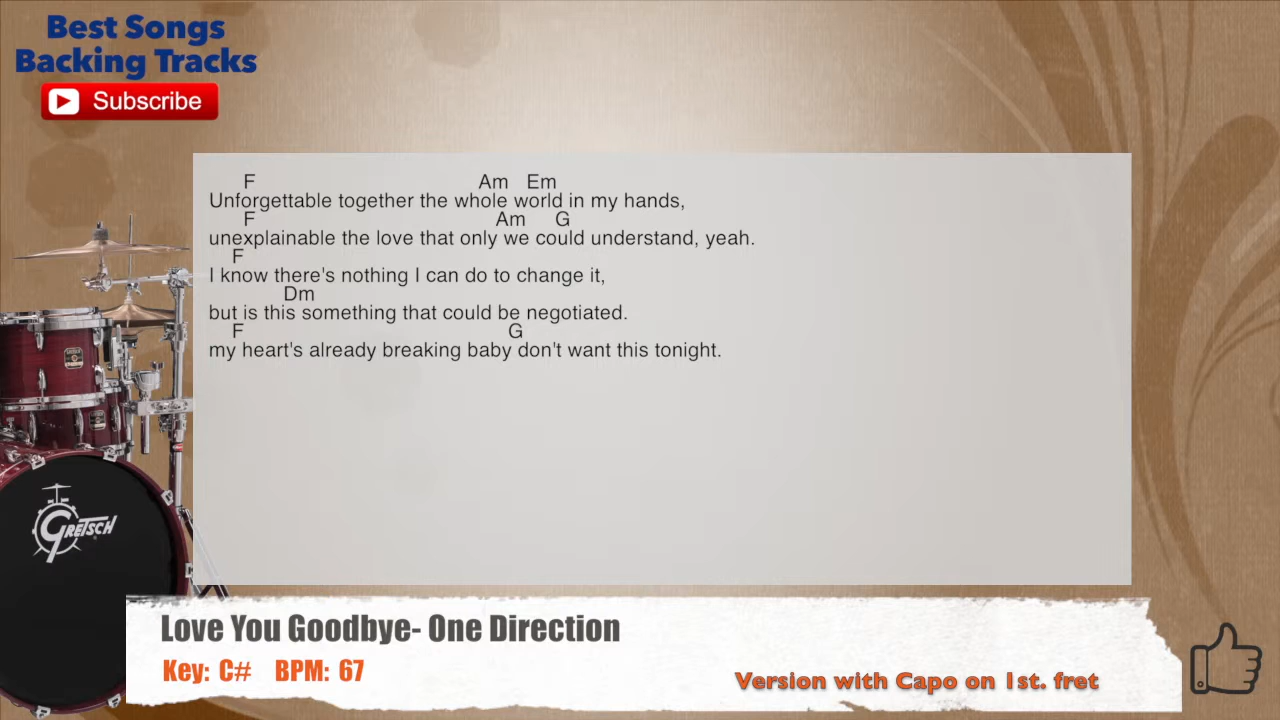 Best Songs
Backing Tracks
Subscribe
F Am Em
Unforgettable together the whole world in my hands,
F Am G
unexplainable the love that only we could understand, yeah.
F
I know there's nothing I can do to change it,
Dm
but is this something that could be negotiated.
F G
my heart's already breaking baby don't want this tonight.
GRETSCH
Love You Goodbye- One Direction
Key: C# BPM: 67
Version with Capo on 1st. fret